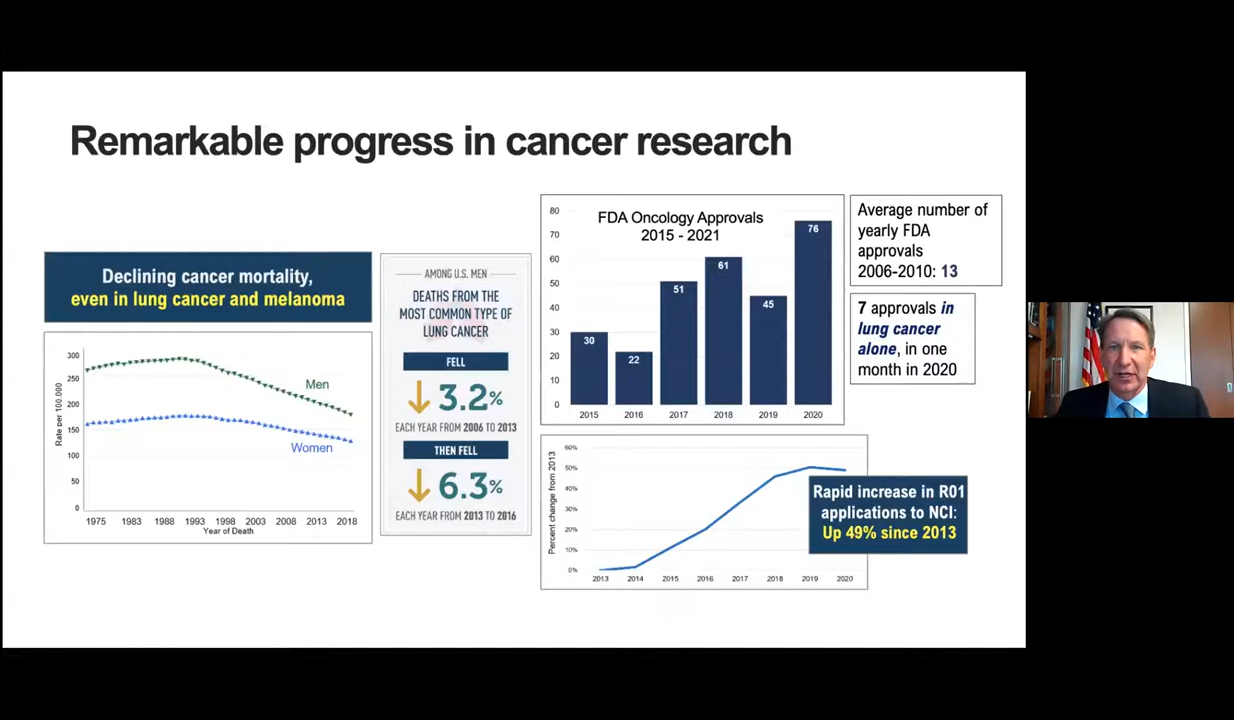 Remarkable progress in cancer research
Declining cancer mortality,
even in lung cancer and melanoma
300
250
200
150
100
50
0
Rate per 100,000
Men
Women
1975 1983 1988 1993 1998 2003 2008 2013 2018
Year of Death
AMONG U.S. MEN
DEATHS FROM THE
MOST COMMON TYPE OF
LUNG CANCER
FELL
3.2%
EACH YEAR FROM 2006 TO 2013
THEN FELL
6.3%
EACH YEAR FROM 2013 TO 2016
FDA Oncology Approvals
2015 - 2021
80
70
60
50
40
30
20
10
0
30
22
51
61
45
76
2015 2016 2017 2018 2019 2020
Average number of
yearly FDA
approvals
2006-2010: 13
7 approvals in
lung cancer
alone, in one
month in 2020
Percent change from 2013
60%
50%
40%
30%
20%
10%
0%
2013 2014 2015 2016 2017 2018 2019 2020
Rapid increase in R01
applications to NCI:
Up 49% since 2013